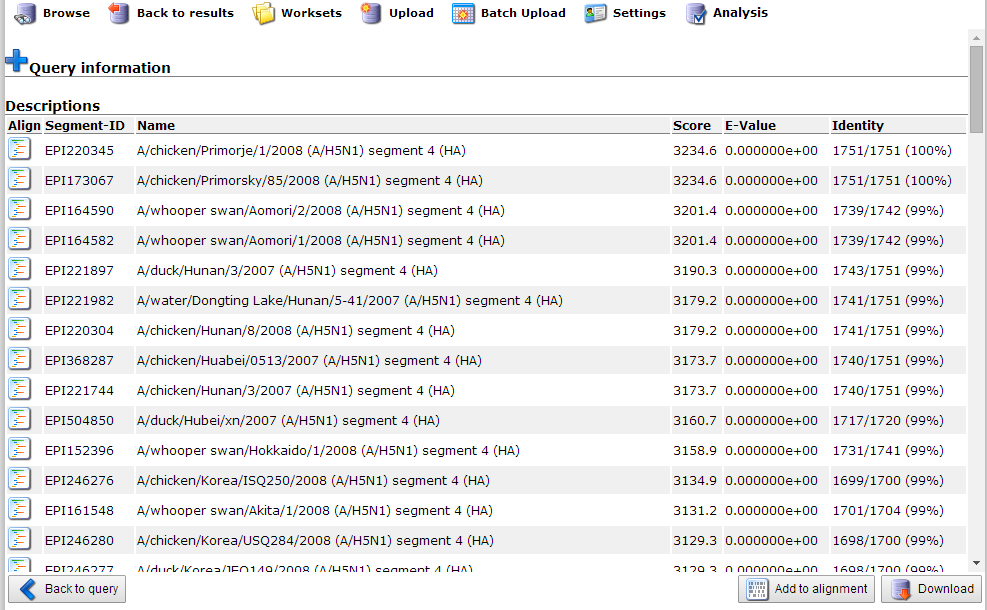 Browse Back to results Worksets Upload Batch Upload Settings Analysis
Query information
Descriptions
Align Segment-ID Name Score E-Value Identity
EPI220345 A/chicken/Primorje/1/2008 (A/H5N1) segment 4 (HA) 3234.6 0.000000e+00 1751/1751 (100%)
EPI173067 A/chicken/Primorsky/85/2008 (A/H5N1) segment 4 (HA) 3234.6 0.000000e+00 1751/1751 (100%)
EPI164590 A/whooper swan/Aomori/2/2008 (A/H5N1) segment 4 (HA) 3201.4 0.000000e+00 1739/1742 (99%)
EPI164582 A/whooper swan/Aomori/1/2008 (A/H5N1) segment 4 (HA) 3201.4 0.000000e+00 1739/1742 (99%)
EPI221897 A/duck/Hunan/3/2007 (A/H5N1) segment 4 (HA) 3190.3 0.000000e+00 1743/1751 (99%)
EPI221982 A/water/Dongting Lake/Hunan/5-41/2007 (A/H5N1) segment 4 (HA) 3179.2 0.000000e+00 1741/1751 (99%)
EPI220304 A/chicken/Hunan/8/2008 (A/H5N1) segment 4 (HA) 3179.2 0.000000e+00 1741/1751 (99%)
EPI368287 A/chicken/Huabei/0513/2007 (A/H5N1) segment 4 (HA) 3173.7 0.000000e+00 1740/1751 (99%)
EPI221744 A/chicken/Hunan/3/2007 (A/H5N1) segment 4 (HA) 3173.7 0.000000e+00 1740/1751 (99%)
EPI504850 A/duck/Hubei/xn/2007 (A/H5N1) segment 4 (HA) 3160.7 0.000000e+00 1717/1720 (99%)
EPI152396 A/whooper swan/Hokkaido/1/2008 (A/H5N1) segment 4 (HA) 3158.9 0.000000e+00 1731/1741 (99%)
EPI246276 A/chicken/Korea/ISQ250/2008 (A/H5N1) segment 4 (HA) 3134.9 0.000000e+00 1699/1700 (99%)
EPI161548 A/whooper swan/Akita/1/2008 (A/H5N1) segment 4 (HA) 3131.2 0.000000e+00 1701/1704 (99%)
EPI246280 A/chicken/Korea/USQ284/2008 (A/H5N1) segment 4 (HA) 3129.3 0.000000e+00 1698/1700 (99%)
EPI246277 (A/H5N1) segment 4 (HA) 3129.3 0.000000e+00 1698/1700 (99%)
Back to query Add to alignment Download